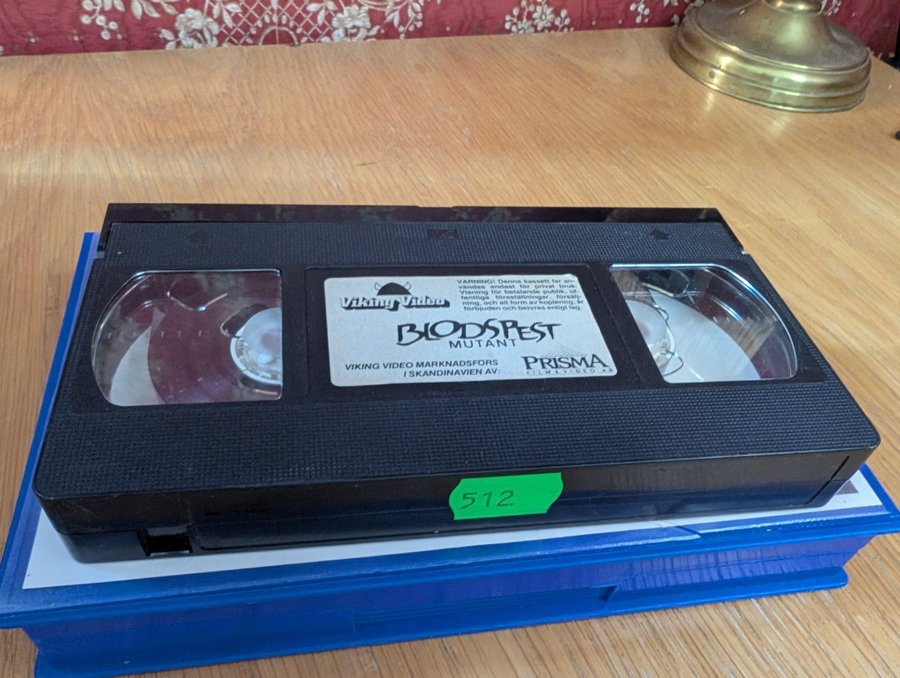 Viking Video
VARNING! Denna kassett får an-
vändas endast för privat bruk.
Visning för betalande publik, of-
fentliga föreställningar, försälj-
ning, och all form av kopiering, är
förbjuden och beivras enligt lag.
BLODSPEST
MUTANT
VIKING VIDEO MARKNADSFÖRS
I SKANDINAVIEN AV:
PRISMA
FILM & VIDEO AB
512